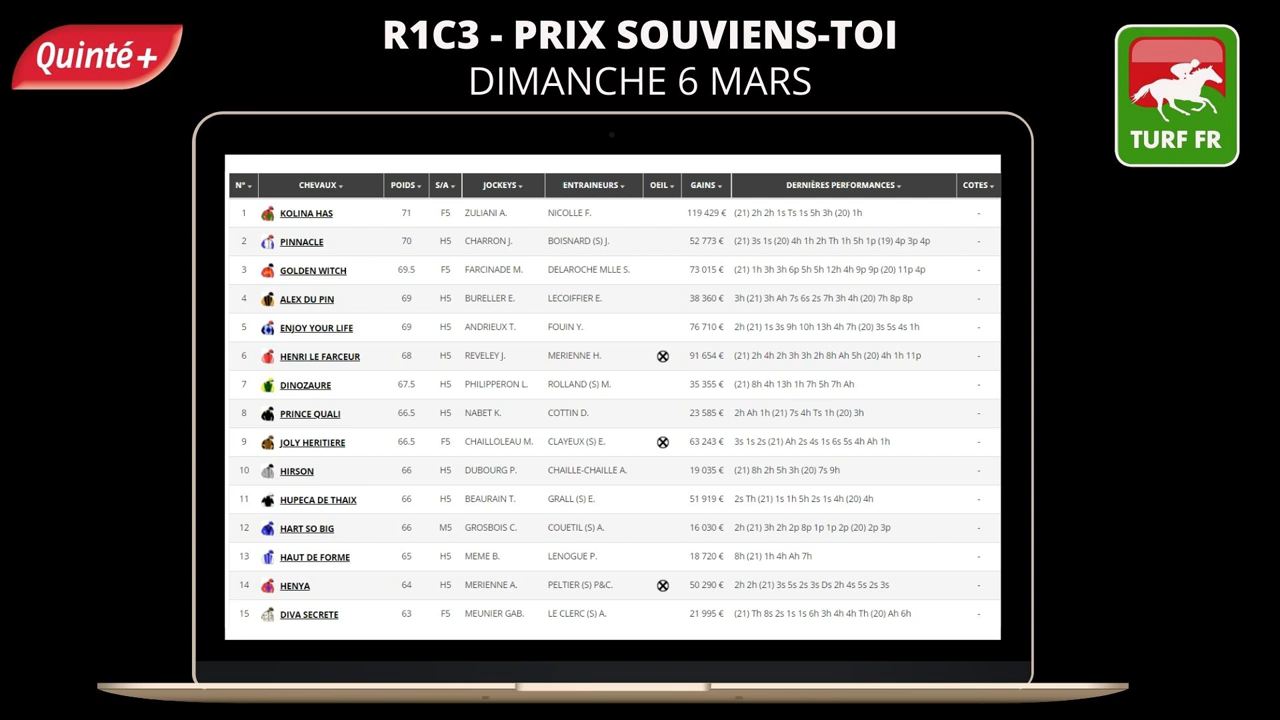 Quinté+
R1C3 - PRIX SOUVIENS-TOI
DIMANCHE 6 MARS
TURF FR
N° CHEVAUX POIDS S/A JOCKEYS ENTRAINEURS OEIL GAINS DERNIÈRES PERFORMANCES COTES
1 KOLINA HAS 71 F5 ZULIANI A. NICOLLE F. 119 429 € (21) 2h 2h 1s Ts 1s 5h 3h (20) 1h -
2 PINNACLE 70 H5 CHARRON J. BOISNARD (S) J. 52 773 € (21) 3s 1s (20) 4h 1h 2h Th 1h 5h 1p (19) 4p 3p 4p -
3 GOLDEN WITCH 69.5 F5 FARCINADE M. DELAROCHE MLLE S. 73 015 € (21) 1h 3h 3h 6p 5h 5h 12h 4h 9p 9p (20) 11p 4p -
4 ALEX DU PIN 69 H5 BURELLER E. LECOIFFIER E. 38 360 € 3h (21) 3h Ah 7s 6s 2s 7h 3h 4h (20) 7h 8p 8p -
5 ENJOY YOUR LIFE 69 H5 ANDRIEUX T. FOUIN Y. 76 710 € 2h (21) 1s 3s 9h 10h 13h 4h 7h (20) 3s 5s 4s 1h -
6 HENRI LE FARCEUR 68 H5 REVELEY J. MERIENNE H. 91 654 € (21) 2h 4h 2h 3h 3h 2h 8h Ah 5h (20) 4h 1h 11p -
7 DINOZAURE 67.5 H5 PHILIPPERON L. ROLLAND (S) M. 35 355 € (21) 8h 4h 13h 1h 7h 5h 7h Ah -
8 PRINCE QUALI 66.5 H5 NABET K. COTTIN D. 23 585 € 2h Ah 1h (21) 7s 4h Ts 1h (20) 3h -
9 JOLY HERITIERE 66.5 F5 CHAILLOLEAU M. CLAYEUX (S) E. 63 243 € 3s 1s 2s (21) Ah 2s 4s 1s 6s 5s 4h Ah 1h -
10 HIRSON 66 H5 DUBOURG P. CHAILLE-CHAILLE A. 19 035 € (21) 8h 2h 5h 3h (20) 7s 9h -
11 HUPECA DE THAIX 66 H5 BEAURAIN T. GRALL (S) E. 51 919 € 2s Th (21) 1s 1h 5h 2s 1s 4h (20) 4h -
12 HART SO BIG 66 M5 GROSBOIS C. COUETIL (S) A. 16 030 € 2h (21) 3h 2h 2p 8p 1p 1p 2p (20) 2p 3p -
13 HAUT DE FORME 65 H5 MEME B. LENOGUE P. 18 720 € 8h (21) 1h 4h Ah 7h -
14 HENYA 64 H5 MERIENNE A. PELTIER (S) P&C. 50 290 € 2h 2h (21) 3s 5s 2s 3s Ds 2h 4s 5s 2s 3s -
15 DIVA SECRETE 63 F5 MEUNIER GAB. LE CLERC (S) A. 21 995 € (21) Th 8s 2s 1s 1s 6h 3h 4h 4h Th (20) Ah 6h -